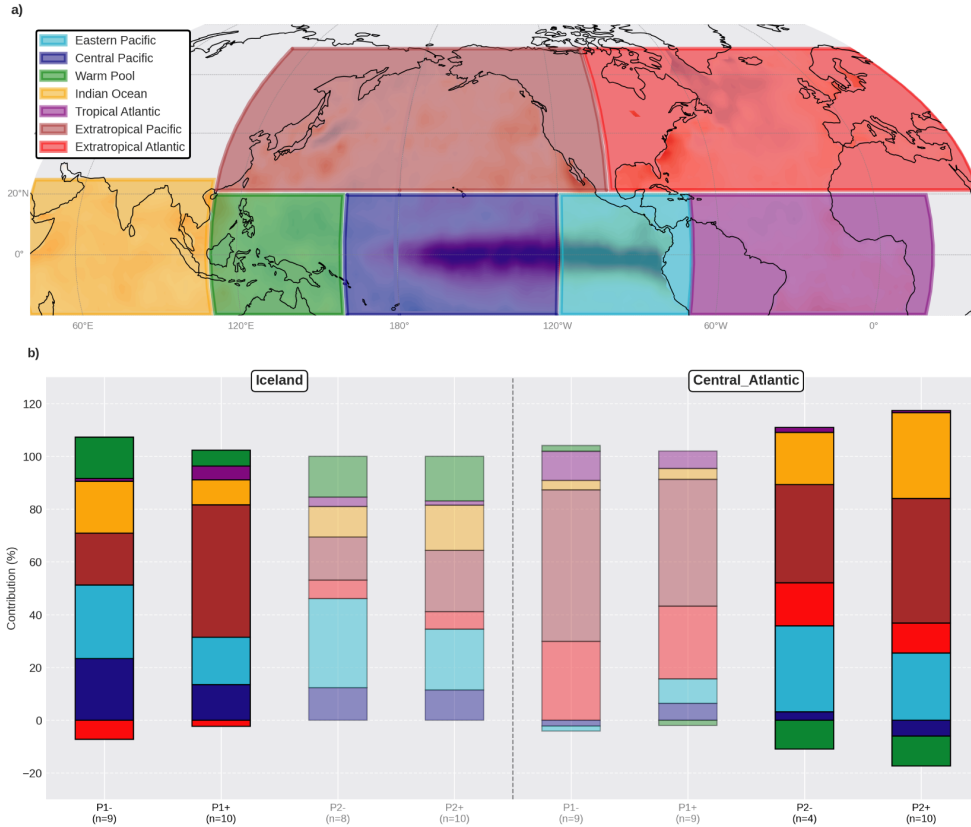 a)
Eastern Pacific
Central Pacific
Warm Pool
Indian Ocean
Tropical Atlantic
Extratropical Pacific
Extratropical Atlantic
20°N
0°
60°E
120°E
180°
120°W
60°W
0°
b)
Iceland
Central_Atlantic
Contribution (%)
120
100
80
60
40
20
0
−20
P1-
(n=9)
P1+
(n=10)
P2-
(n=8)
P2+
(n=10)
P1-
(n=9)
P1+
(n=9)
P2-
(n=4)
P2+
(n=10)